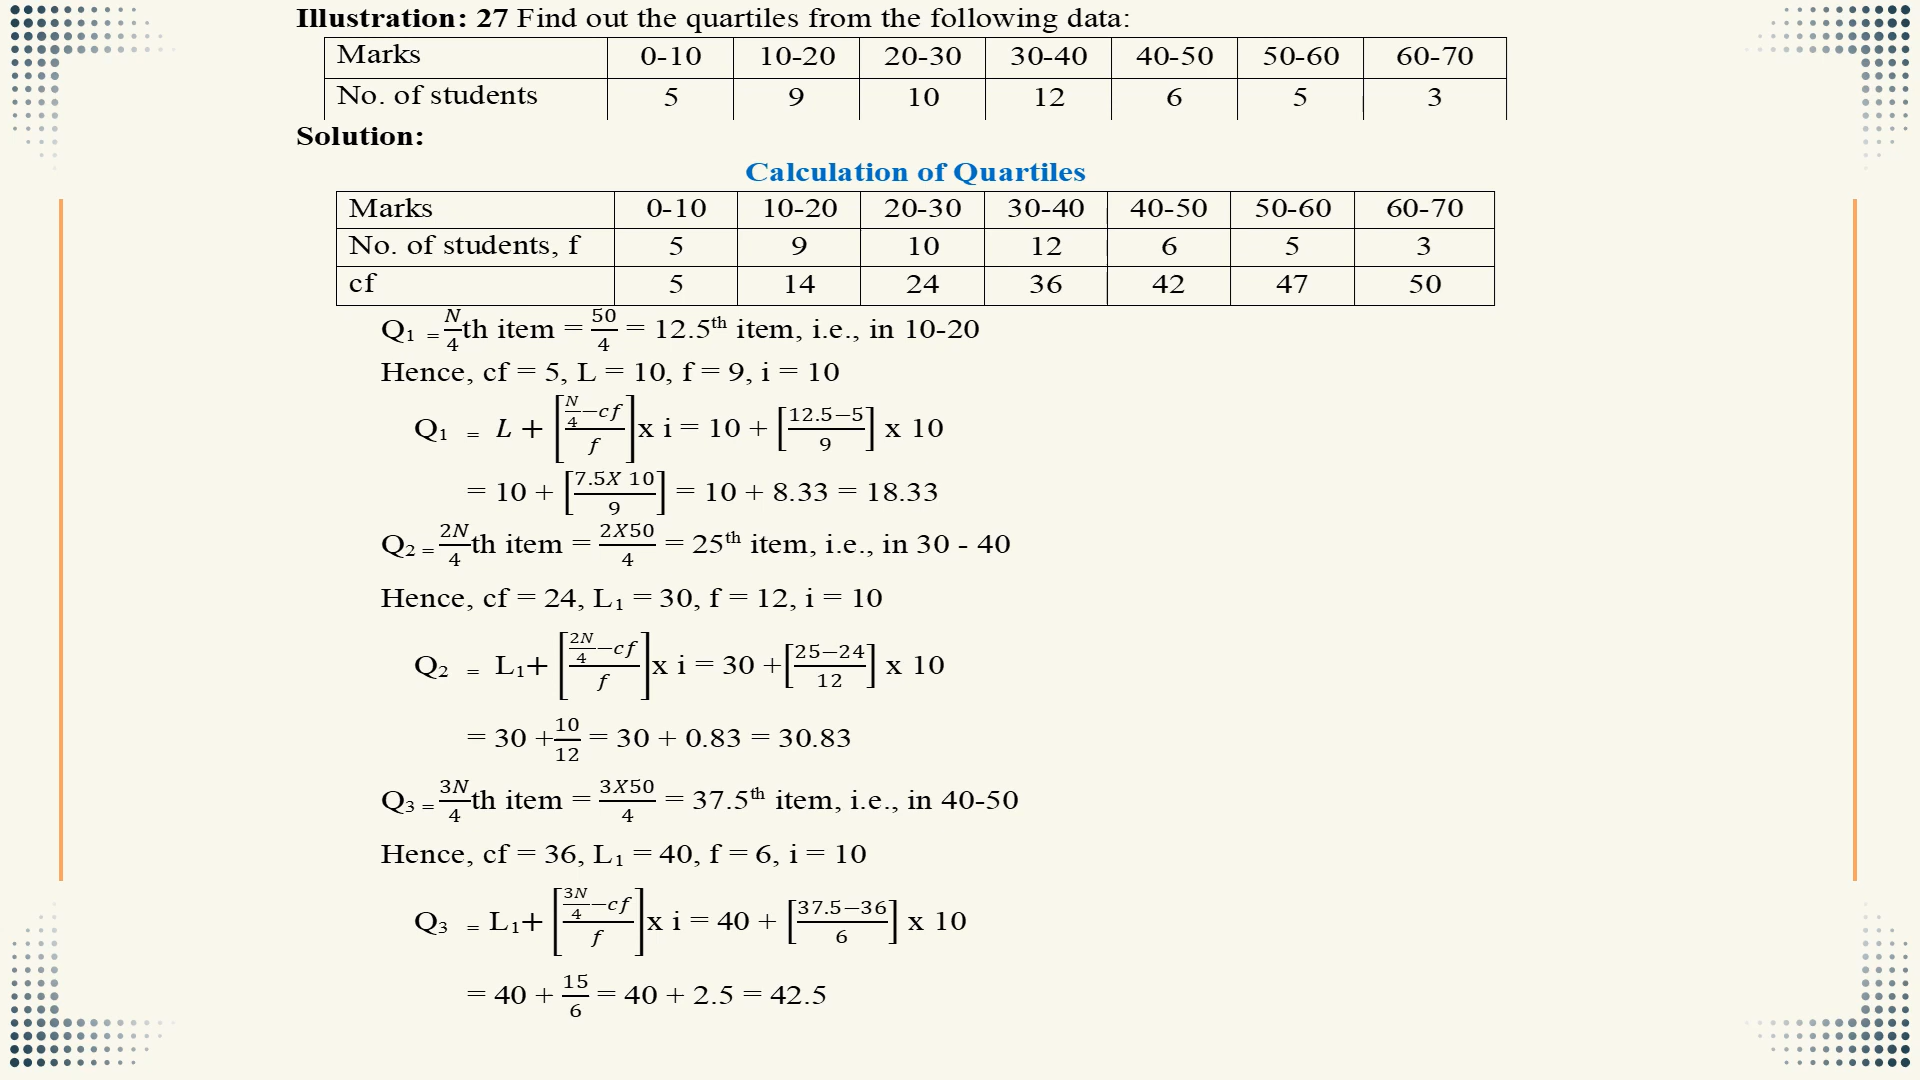 Illustration: 27 Find out the quartiles from the following data:
Marks 0-10 10-20 20-30 30-40 40-50 50-60 60-70
No. of students 5 9 10 12 6 5 3
Solution:
Calculation of Quartiles
Marks 0-10 10-20 20-30 30-40 40-50 50-60 60-70
No. of students, f 5 9 10 12 6 5 3
cf 5 14 24 36 42 47 50
Q₁ = N/4 th item = 50/4 = 12.5th item, i.e., in 10-20
Hence, cf = 5, L = 10, f = 9, i = 10
Q₁ = L + [(N/4 − cf)/f] x i = 10 + [(12.5−5)/9] x 10
= 10 + [7.5X 10/9] = 10 + 8.33 = 18.33
Q₂ = 2N/4 th item = 2X50/4 = 25th item, i.e., in 30 - 40
Hence, cf = 24, L₁ = 30, f = 12, i = 10
Q₂ = L₁+ [(2N/4 − cf)/f] x i = 30 + [(25−24)/12] x 10
= 30 + 10/12 = 30 + 0.83 = 30.83
Q₃ = 3N/4 th item = 3X50/4 = 37.5th item, i.e., in 40-50
Hence, cf = 36, L₁ = 40, f = 6, i = 10
Q₃ = L₁+ [(3N/4 − cf)/f] x i = 40 + [(37.5−36)/6] x 10
= 40 + 15/6 = 40 + 2.5 = 42.5